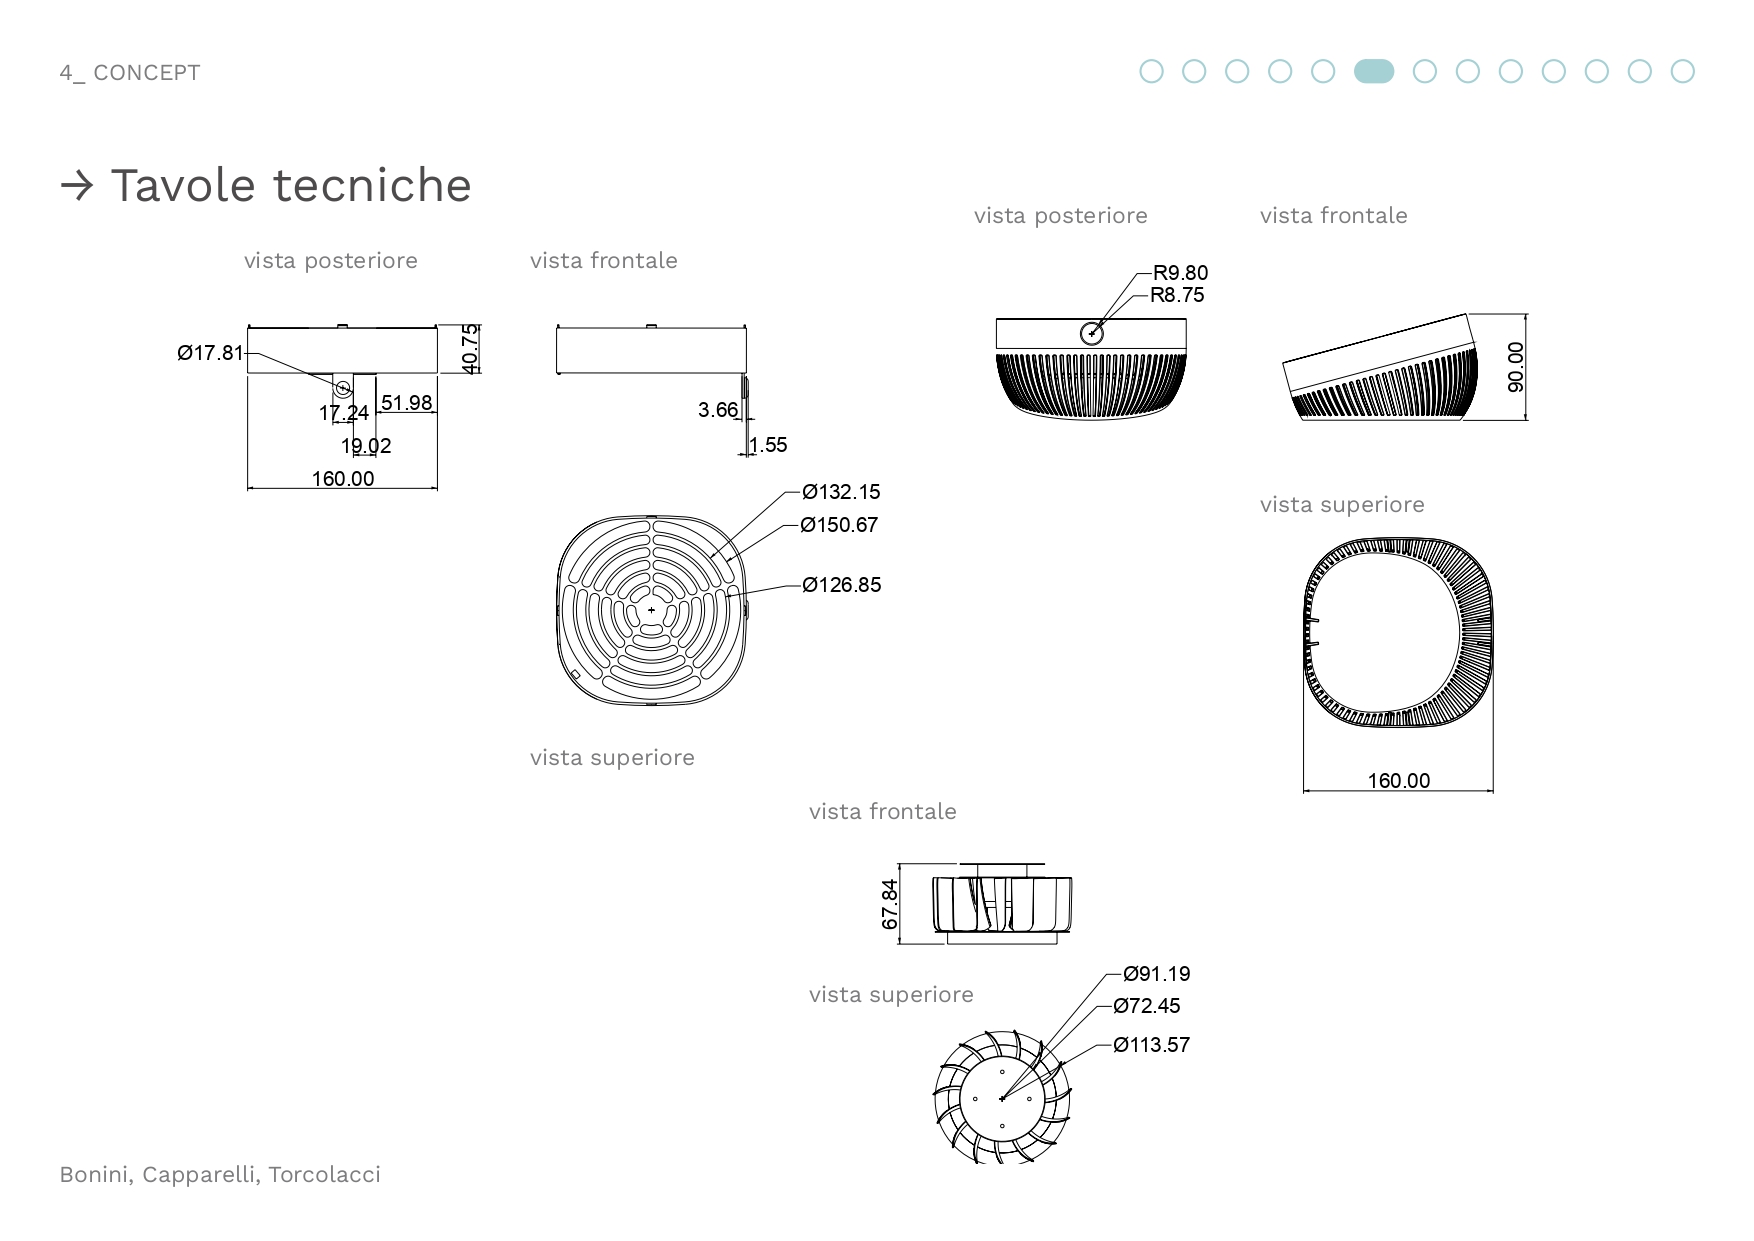 4_ CONCEPT
→ Tavole tecniche
vista posteriore
vista frontale
Ø17.81
40.75
17.24
51.98
19.02
160.00
3.66
1.55
Ø132.15
Ø150.67
Ø126.85
vista superiore
vista posteriore
vista frontale
R9.80
R8.75
90.00
vista superiore
160.00
vista frontale
67.84
vista superiore
Ø91.19
Ø72.45
Ø113.57
Bonini, Capparelli, Torcolacci